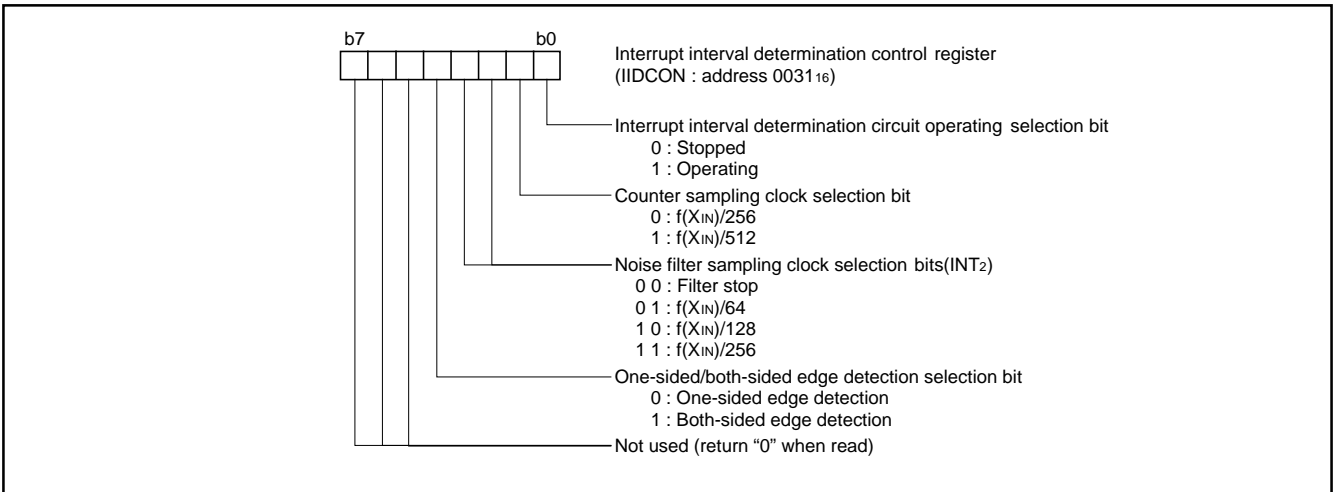 b7 b0
Interrupt interval determination control register
(IIDCON : address 003116)
Interrupt interval determination circuit operating selection bit
0 : Stopped
1 : Operating
Counter sampling clock selection bit
0 : f(XIN)/256
1 : f(XIN)/512
Noise filter sampling clock selection bits(INT2)
0 0 : Filter stop
0 1 : f(XIN)/64
1 0 : f(XIN)/128
1 1 : f(XIN)/256
One-sided/both-sided edge detection selection bit
0 : One-sided edge detection
1 : Both-sided edge detection
Not used (return “0” when read)